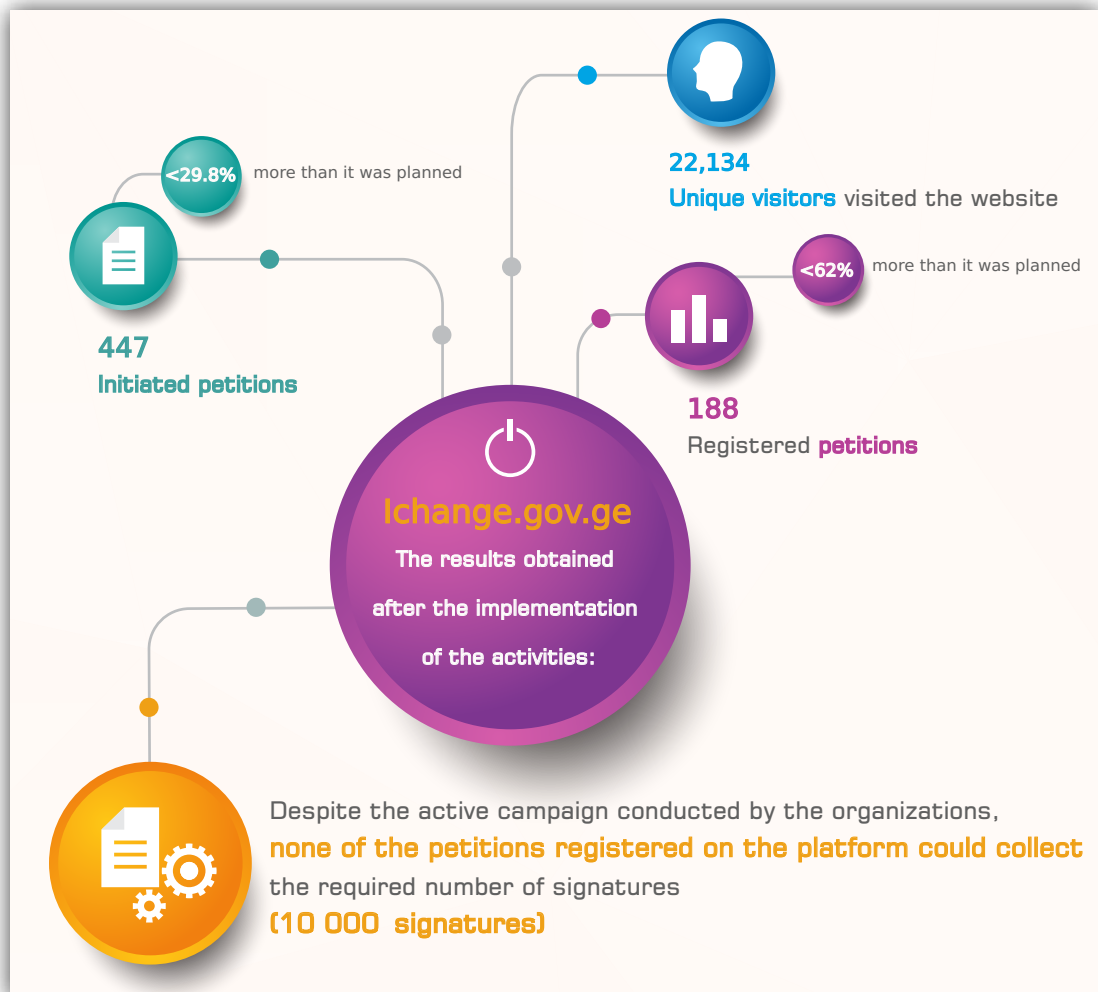 22,134
Unique visitors visited the website
<29.8%
more than it was planned
447
Initiated petitions
<62%
more than it was planned
188
Registered petitions
Ichange.gov.ge
The results obtained
after the implementation
of the activities:
Despite the active campaign conducted by the organizations,
none of the petitions registered on the platform could collect
the required number of signatures
(10 000 signatures)